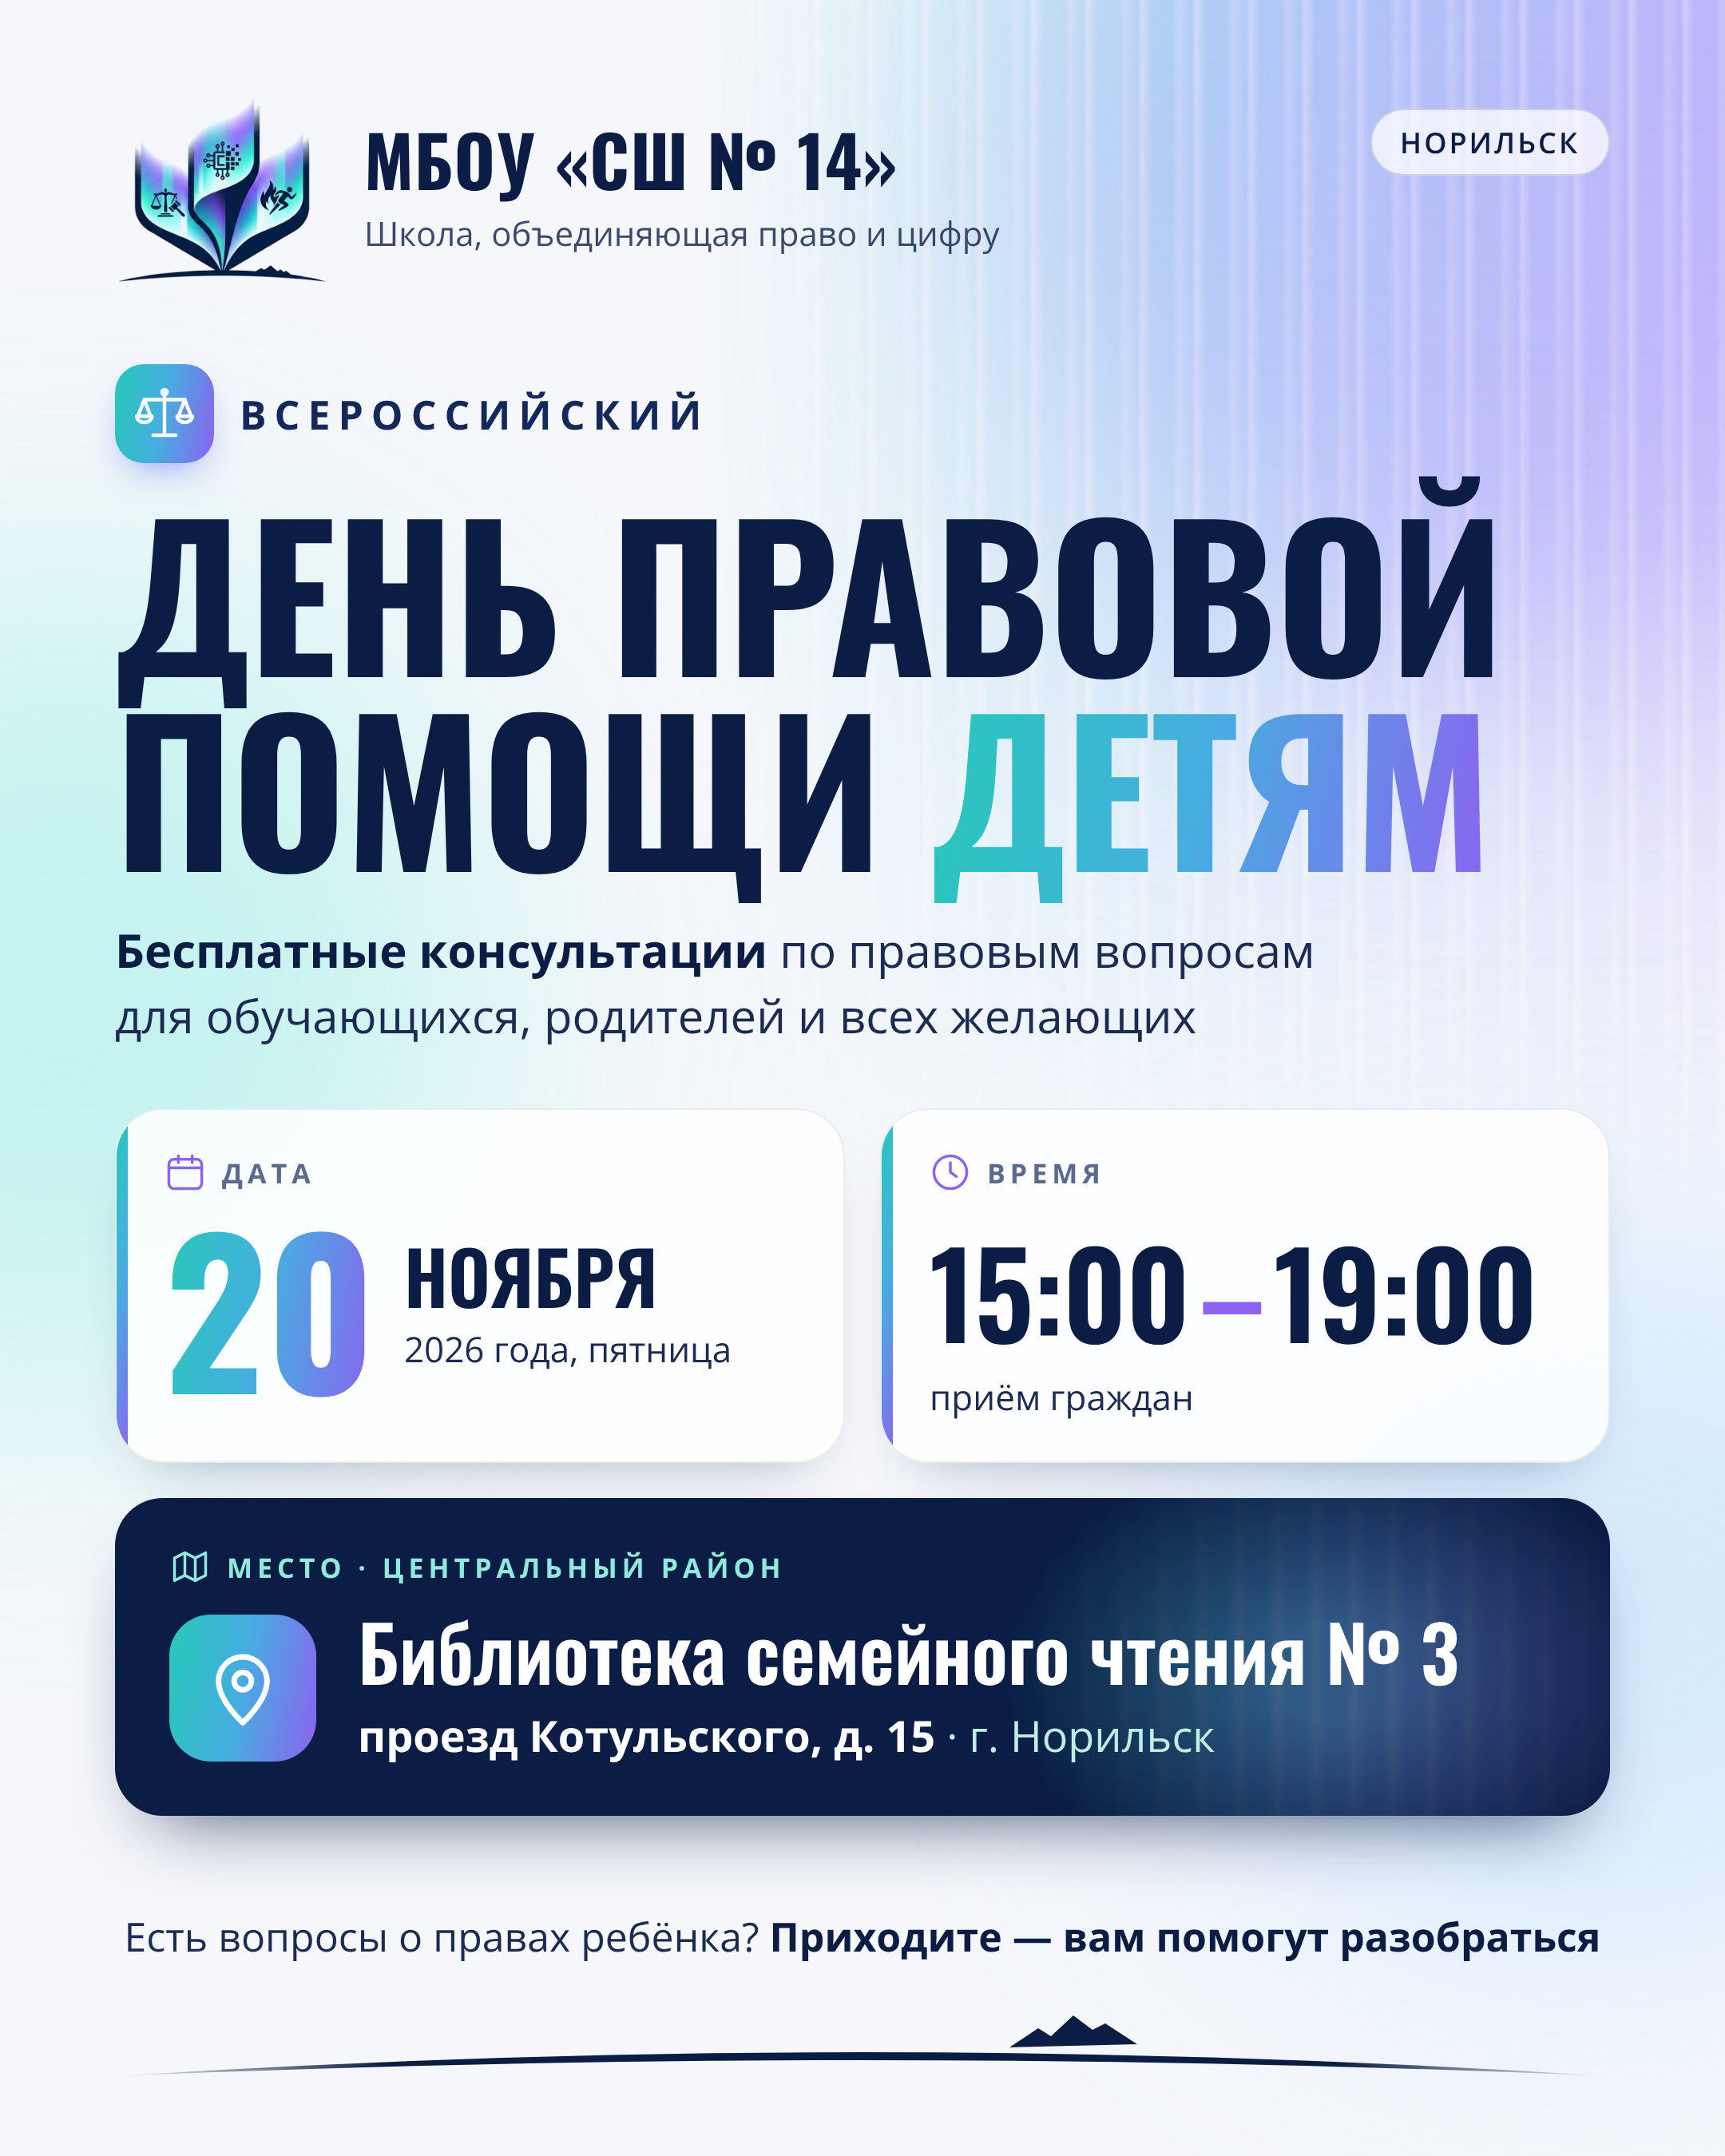 МБОУ «СШ № 14»
Школа, объединяющая право и цифру
НОРИЛЬСК
ВСЕРОССИЙСКИЙ
ДЕНЬ ПРАВОВОЙ
ПОМОЩИ ДЕТЯМ
Бесплатные консультации по правовым вопросам
для обучающихся, родителей и всех желающих
ДАТА
20 НОЯБРЯ
2026 года, пятница
ВРЕМЯ
15:00–19:00
приём граждан
МЕСТО · ЦЕНТРАЛЬНЫЙ РАЙОН
Библиотека семейного чтения № 3
проезд Котульского, д. 15 · г. Норильск
Есть вопросы о правах ребёнка? Приходите — вам помогут разобраться